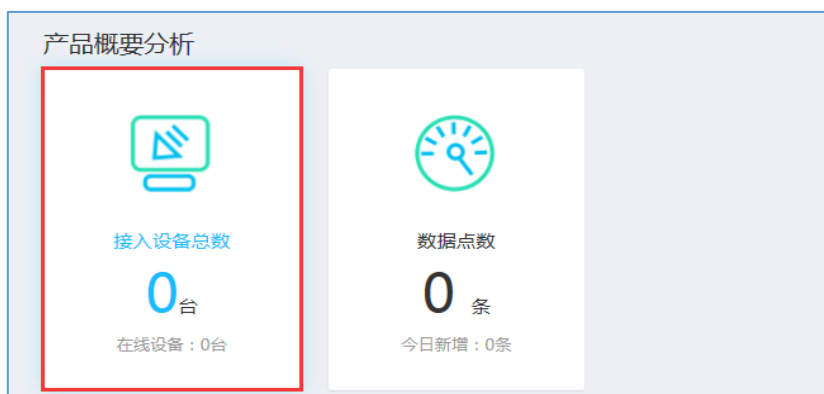 产品概要分析
接入设备总数
0台
在线设备：0台
数据点数
0 条
今日新增：0条